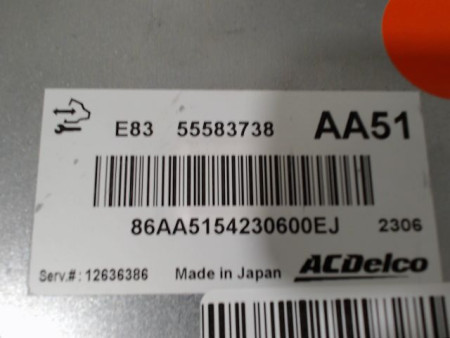 E83 55583738 AA51
86AA5154230600EJ 2306
Serv.#: 12636386 Made in Japan ACDelco